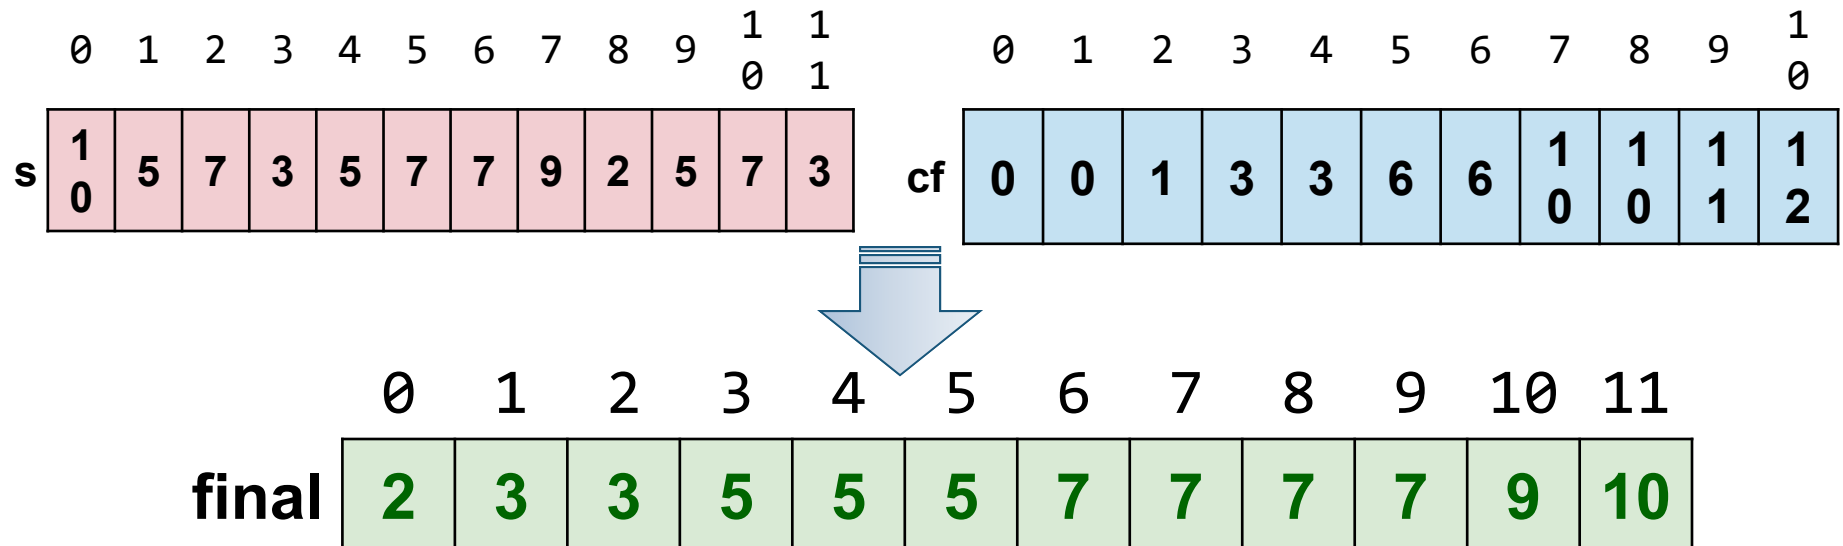 0 1 2 3 4 5 6 7 8 9 10 11
s 10 5 7 3 5 7 7 9 2 5 7 3
0 1 2 3 4 5 6 7 8 9 10
cf 0 0 1 3 3 6 6 10 10 11 12
0 1 2 3 4 5 6 7 8 9 10 11
final 2 3 3 5 5 5 7 7 7 7 9 10